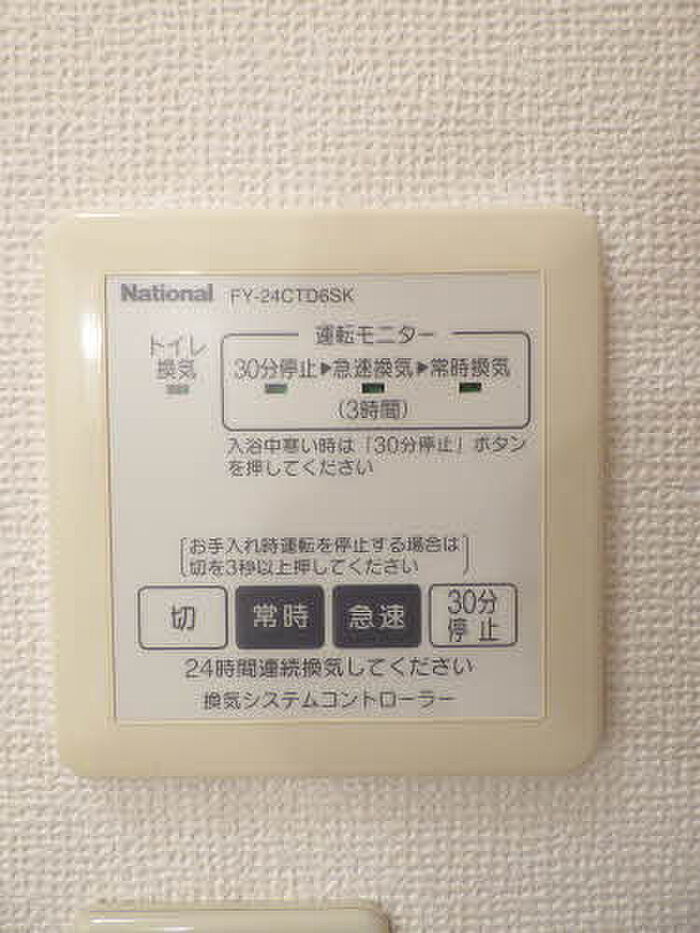 National FY-24CTD6SK
運転モニター
トイレ
換気
30分停止▶急速換気▶常時換気
(3時間)
入浴中寒い時は「30分停止」ボタン
を押してください
お手入れ時運転を停止する場合は
切を3秒以上押してください
切 常時 急速 30分
停止
24時間連続換気してください
換気システムコントローラー